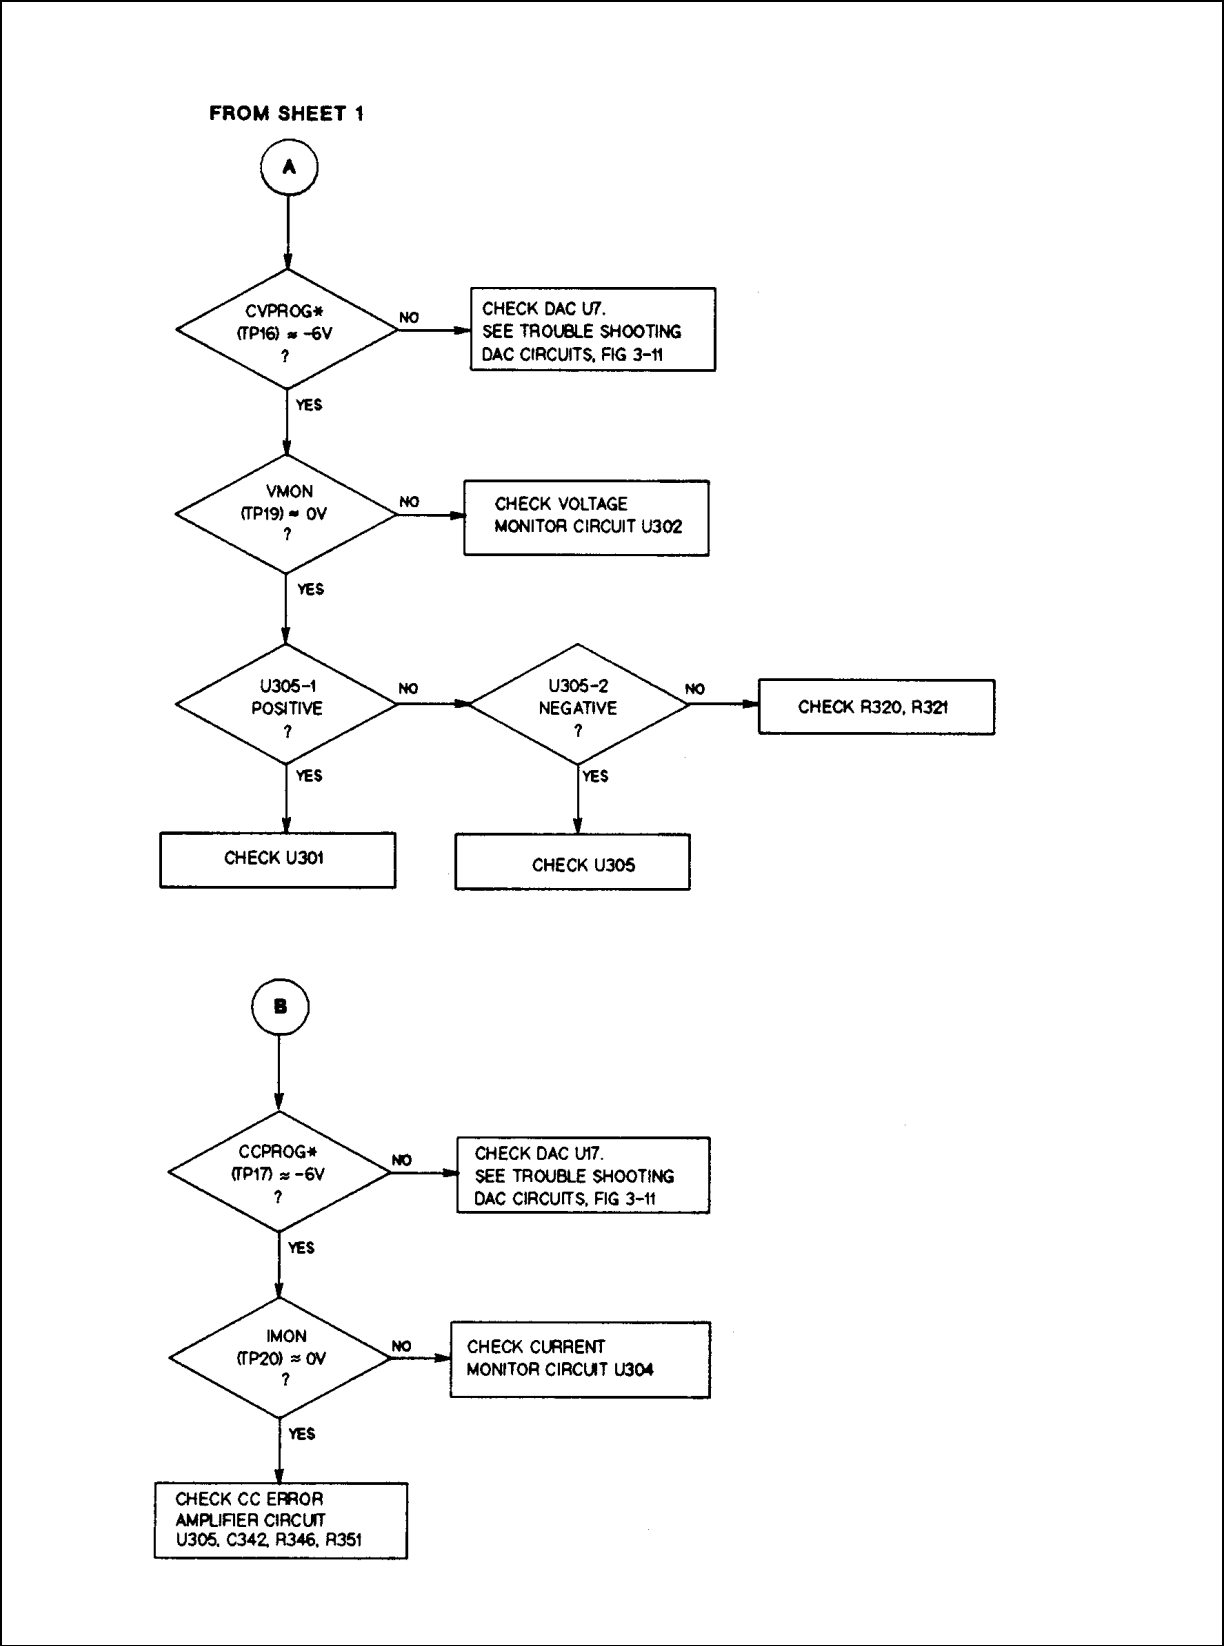 FROM SHEET 1
A
CVPROG*
(TP16) ≈ -6V
?
NO
CHECK DAC U7.
SEE TROUBLE SHOOTING
DAC CIRCUITS, FIG 3-11
YES
VMON
(TP19) ≈ 0V
?
NO
CHECK VOLTAGE
MONITOR CIRCUIT U302
YES
U305-1
POSITIVE
?
NO
U305-2
NEGATIVE
?
NO
CHECK R320, R321
YES
YES
CHECK U301
CHECK U305
B
CCPROG*
(TP17) ≈ -6V
?
NO
CHECK DAC U17.
SEE TROUBLE SHOOTING
DAC CIRCUITS, FIG 3-11
YES
IMON
(TP20) ≈ 0V
?
NO
CHECK CURRENT
MONITOR CIRCUIT U304
YES
CHECK CC ERROR
AMPLIFIER CIRCUIT
U305, C342, R346, R351